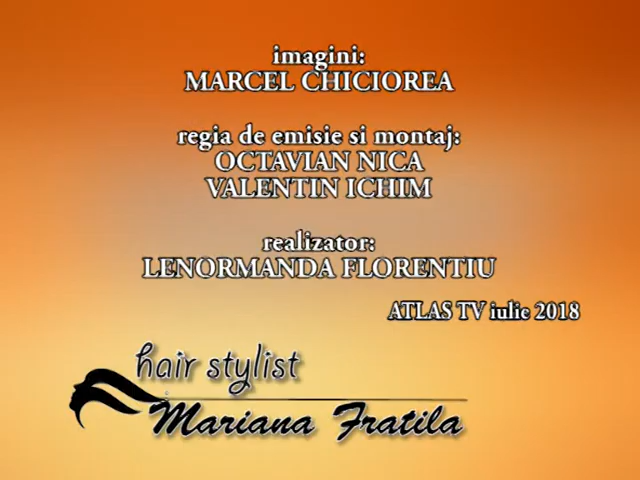 imagini:
MARCEL CHICIOREA
regia de emisie si montaj:
OCTAVIAN NICA
VALENTIN ICHIM
realizator:
LENORMANDA FLORENTIU
ATLAS TV iulie 2018
hair stylist
Mariana Fratila